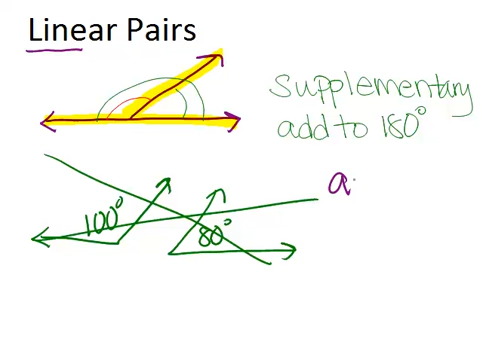 Linear Pairs
Supplementary
add to 180°
a
100°
80°